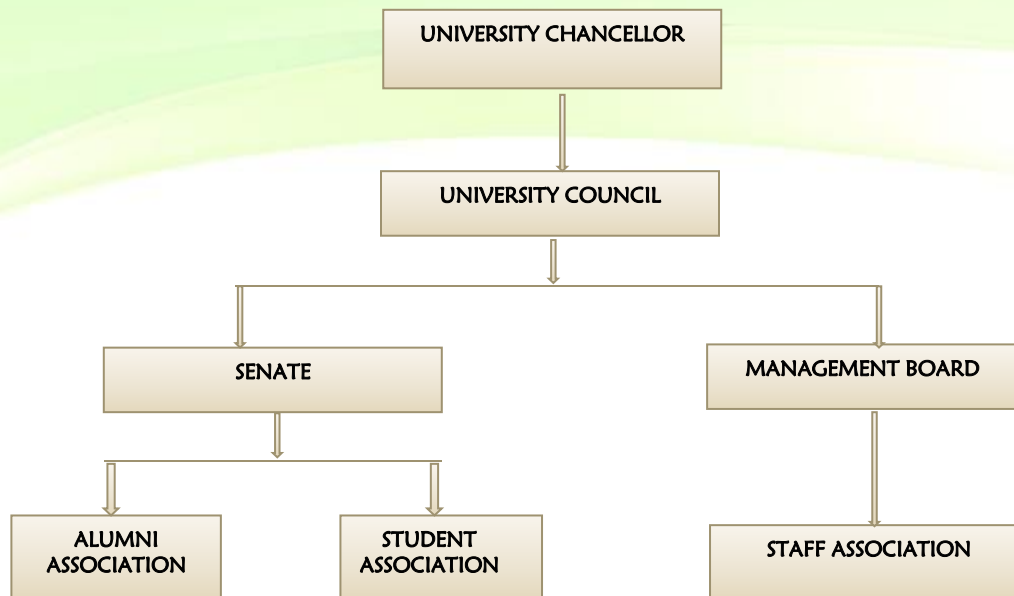 UNIVERSITY CHANCELLOR
UNIVERSITY COUNCIL
SENATE
MANAGEMENT BOARD
ALUMNI
ASSOCIATION
STUDENT
ASSOCIATION
STAFF ASSOCIATION